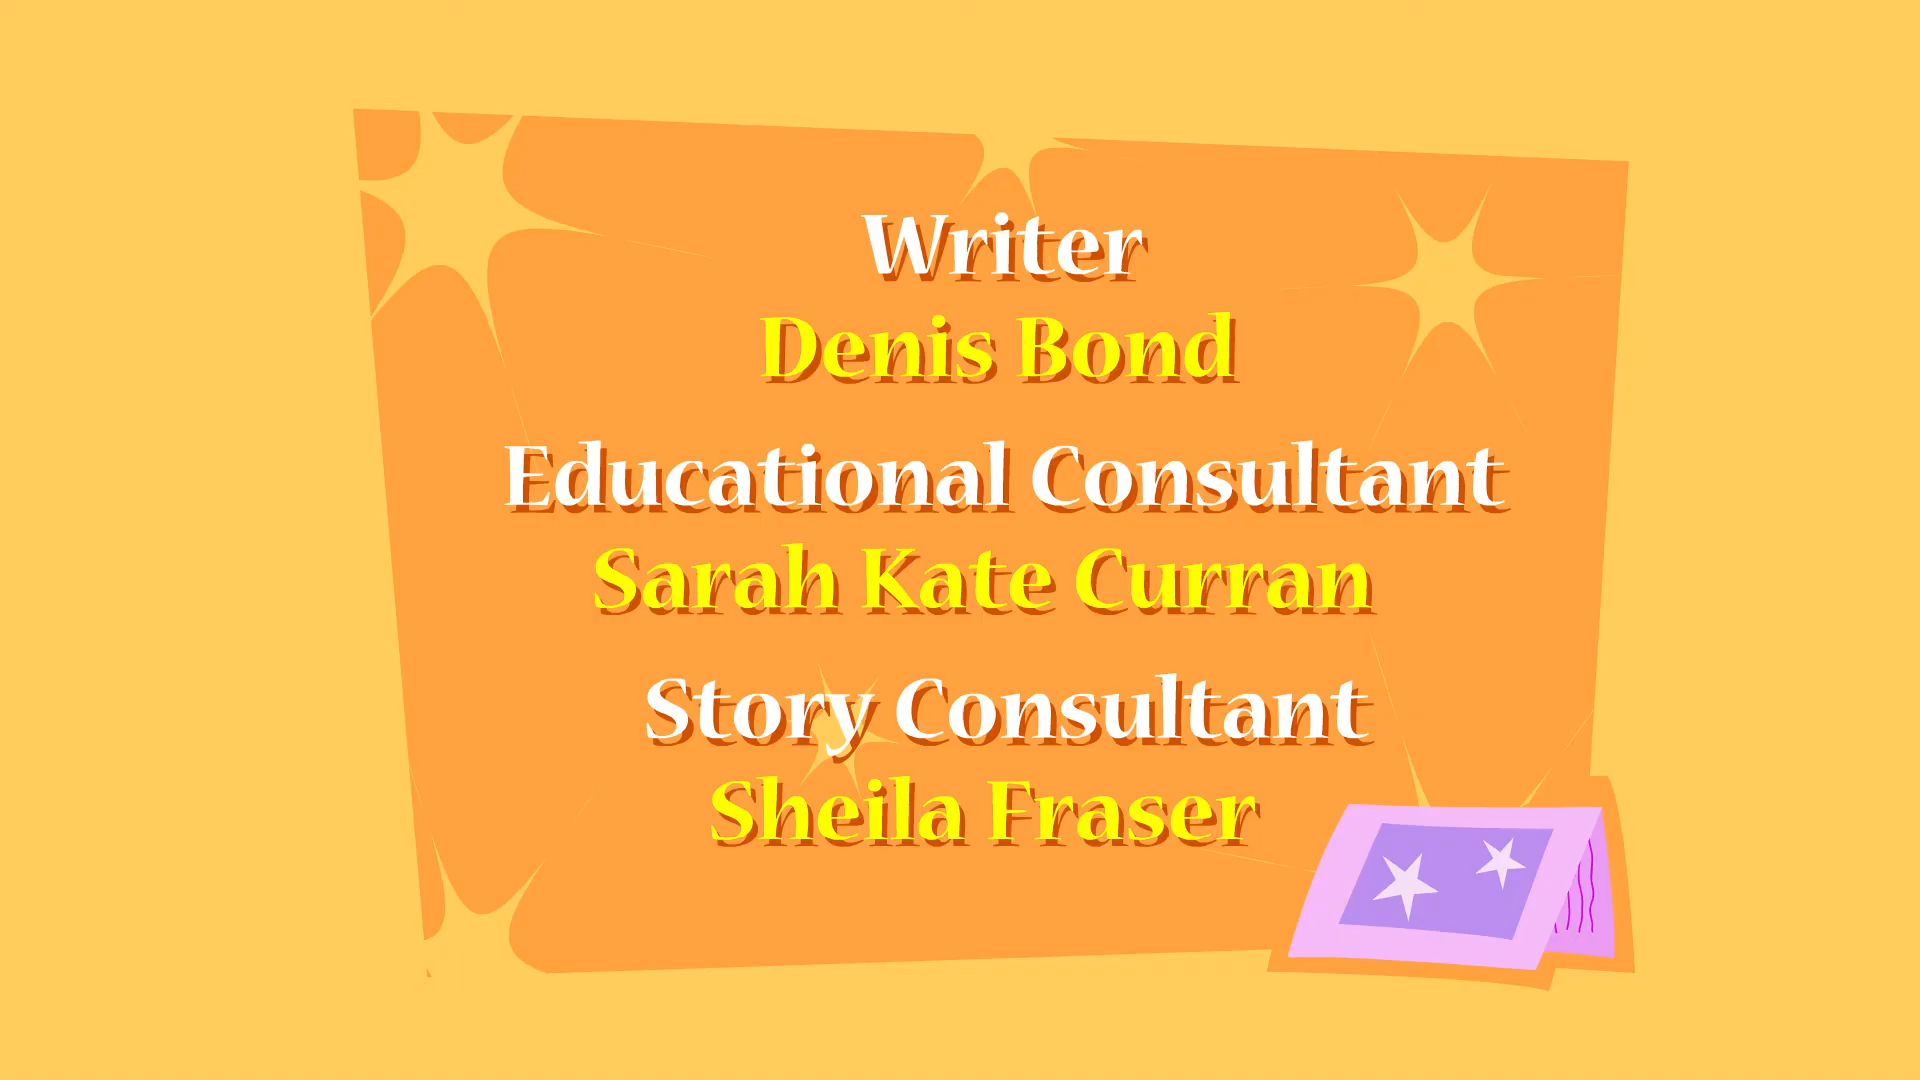 Writer
Denis Bond
Educational Consultant
Sarah Kate Curran
Story Consultant
Sheila Fraser